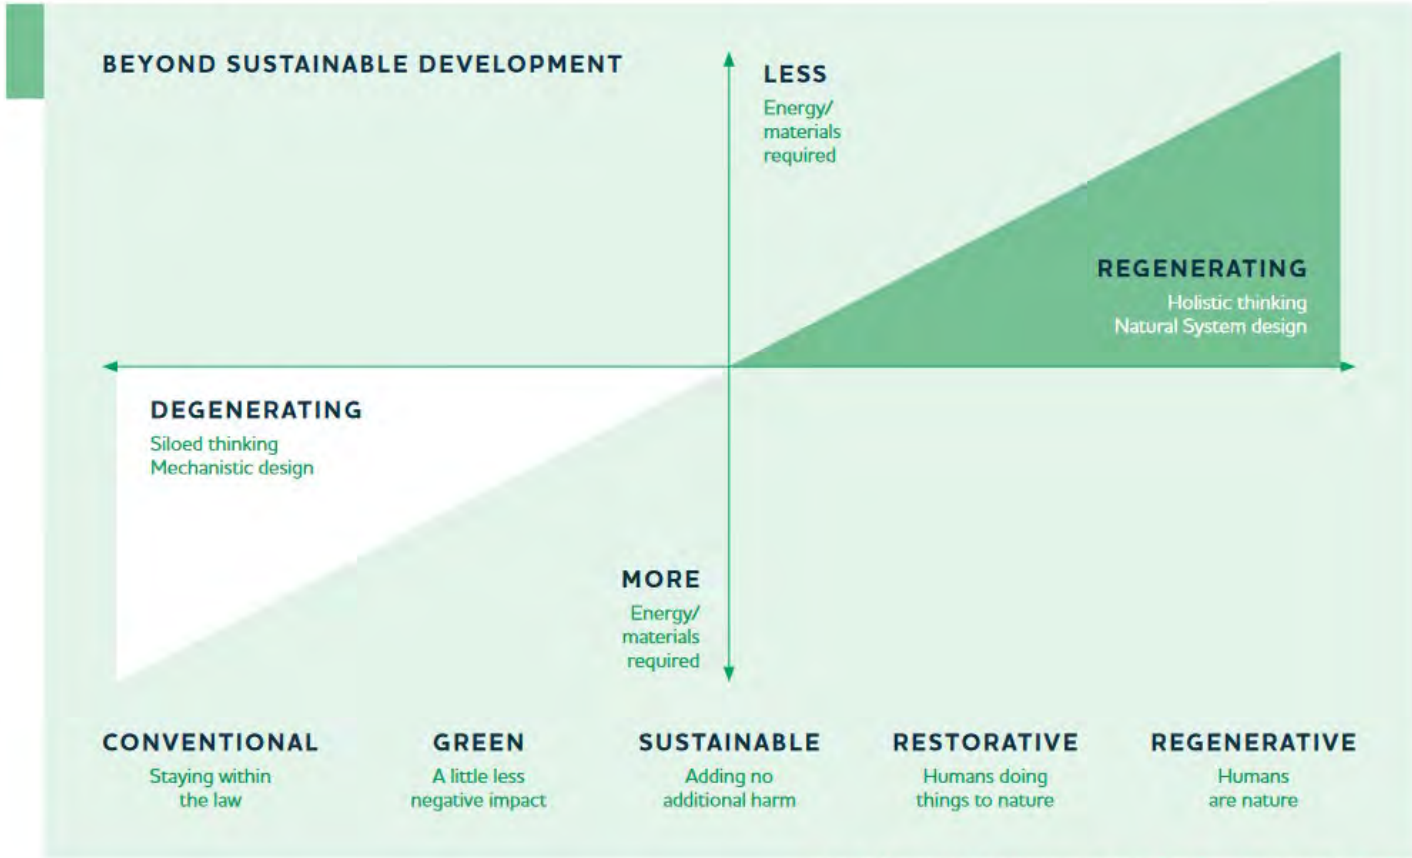 BEYOND SUSTAINABLE DEVELOPMENT
LESS
Energy/
materials
required
REGENERATING
Holistic thinking
Natural System design
DEGENERATING
Siloed thinking
Mechanistic design
MORE
Energy/
materials
required
CONVENTIONAL
Staying within
the law
GREEN
A little less
negative impact
SUSTAINABLE
Adding no
additional harm
RESTORATIVE
Humans doing
things to nature
REGENERATIVE
Humans
are nature